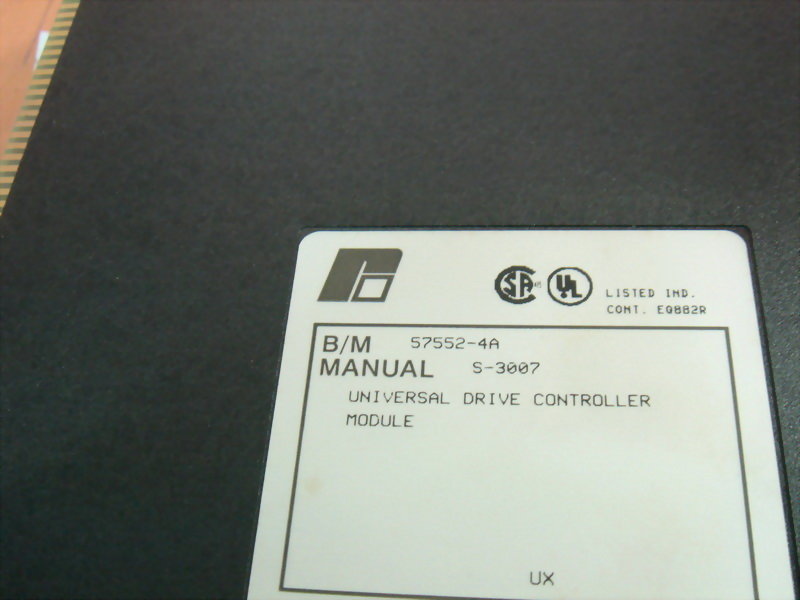 LISTED IND.
CONT. EQ882R
B/M 57552-4A
MANUAL S-3007
UNIVERSAL DRIVE CONTROLLER
MODULE
UX